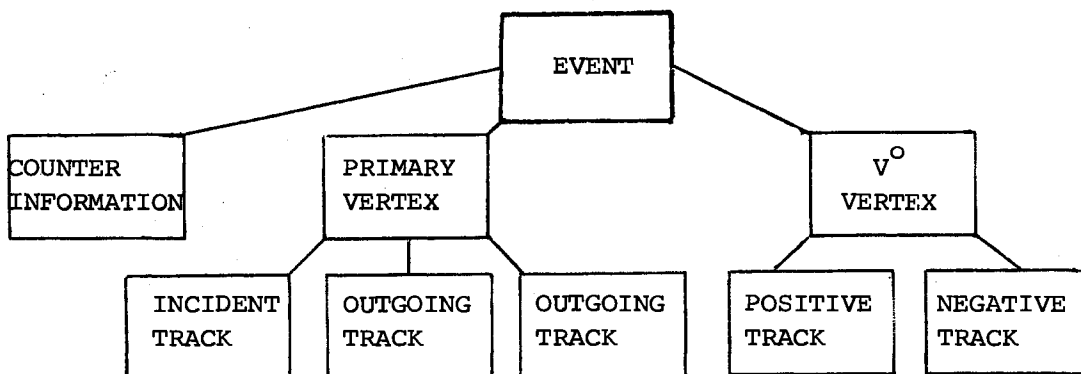 EVENT
COUNTER
INFORMATION
PRIMARY
VERTEX
V^O
VERTEX
INCIDENT
TRACK
OUTGOING
TRACK
OUTGOING
TRACK
POSITIVE
TRACK
NEGATIVE
TRACK